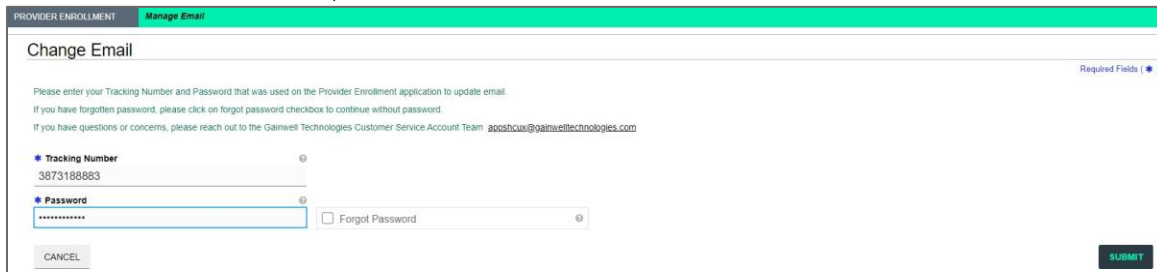 PROVIDER ENROLLMENT Manage Email
Change Email
Required Fields ( *
Please enter your Tracking Number and Password that was used on the Provider Enrollment application to update email.
If you have forgotten password, please click on forgot password checkbox to continue without password.
If you have questions or concerns, please reach out to the Gainwell Technologies Customer Service Account Team appshcux@gainwelltechnologies.com
* Tracking Number
3873188883
* Password
••••••••••••
Forgot Password
CANCEL SUBMIT